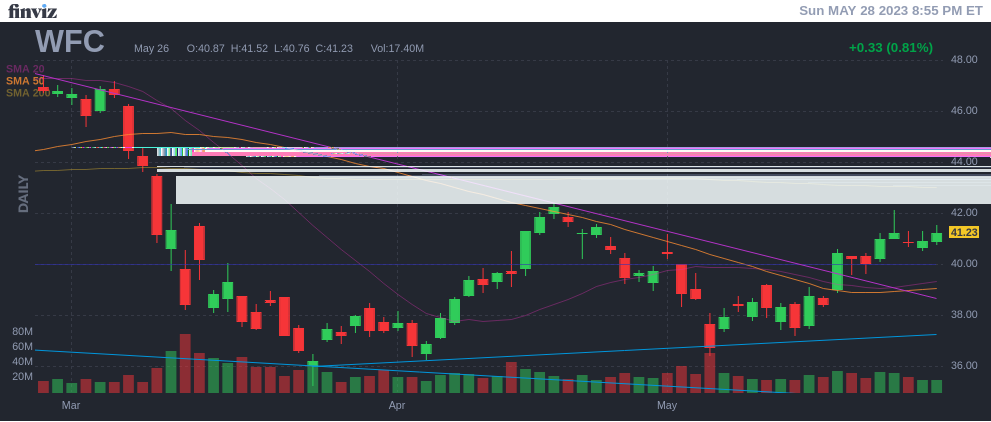 finviz
Sun MAY 28 2023 8:55 PM ET
WFC
May 26 O:40.87 H:41.52 L:40.76 C:41.23 Vol:17.40M
+0.33 (0.81%)
SMA 20
SMA 50
SMA 200
DAILY
48.00
46.00
44.00
42.00
41.23
40.00
38.00
36.00
80M
60M
40M
20M
Mar Apr May